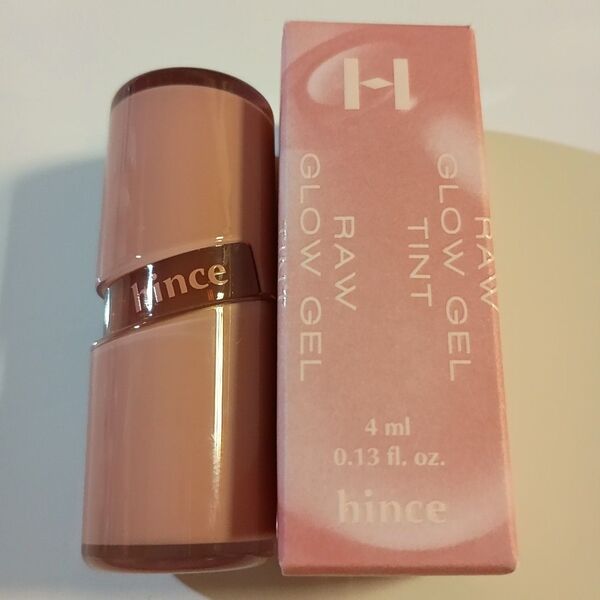 hince
H
RAW
GLOW GEL
TINT
RAW
GLOW GEL
4 ml
0.13 fl. oz.
hince